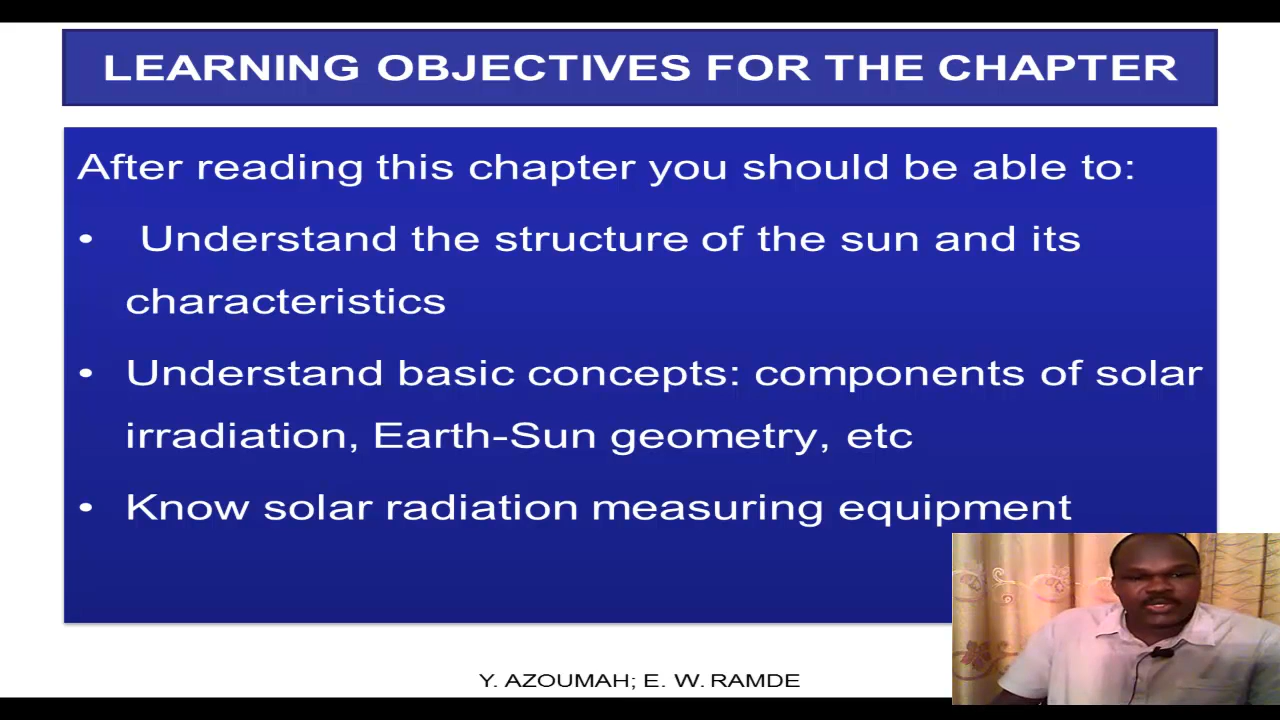 LEARNING OBJECTIVES FOR THE CHAPTER
After reading this chapter you should be able to:
• Understand the structure of the sun and its
characteristics
• Understand basic concepts: components of solar
irradiation, Earth-Sun geometry, etc
• Know solar radiation measuring equipment
Y. AZOUMAH; E. W. RAMDE